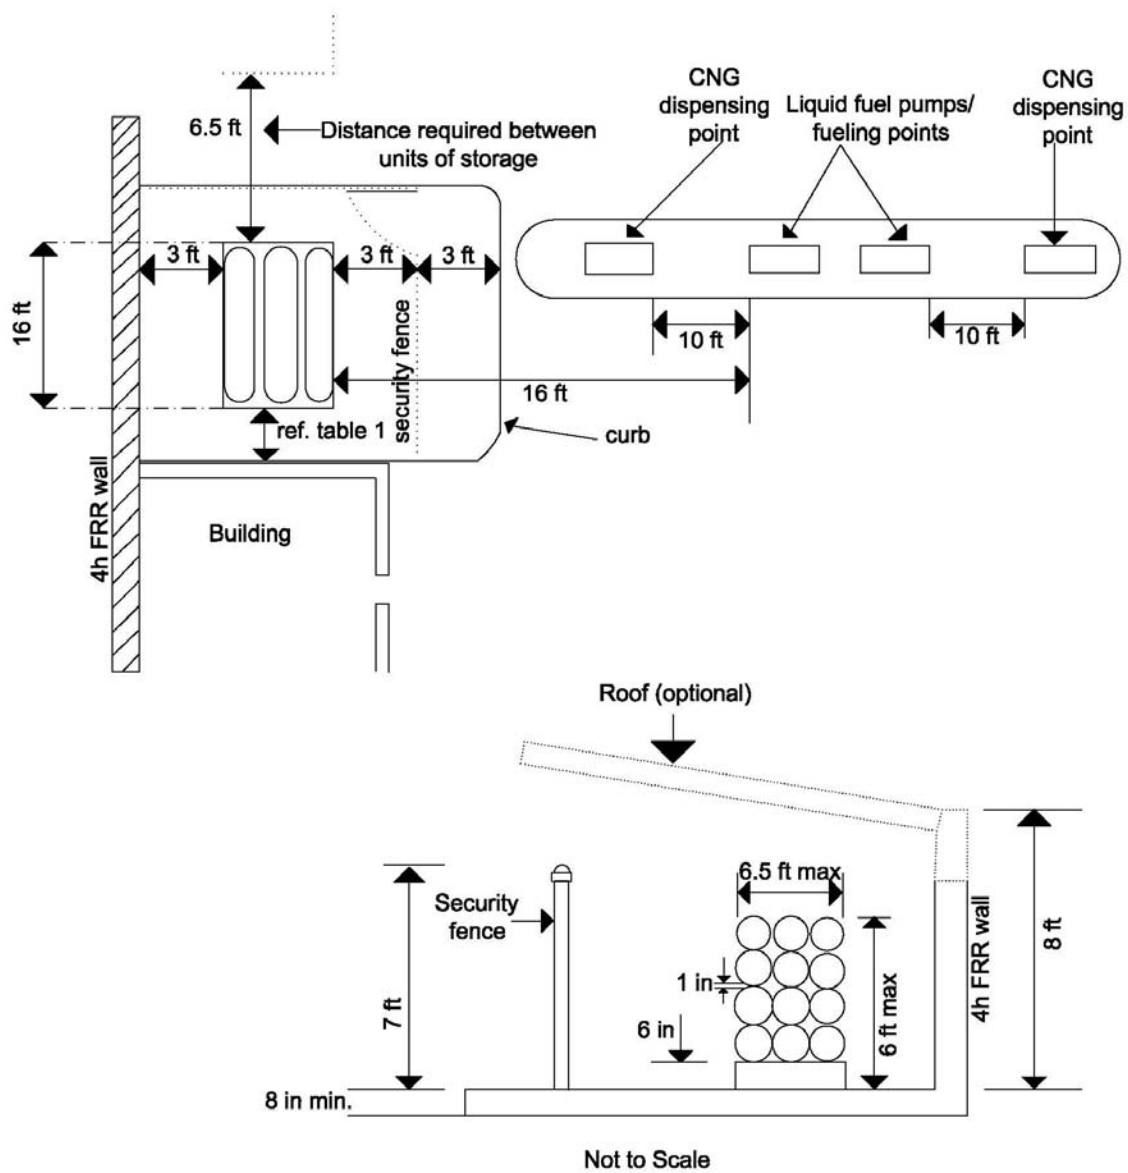 CNG
dispensing
point
Liquid fuel pumps/
fueling points
CNG
dispensing
point
6.5 ft
Distance required between
units of storage
3 ft
3 ft
3 ft
16 ft
security fence
10 ft
10 ft
16 ft
ref. table 1
curb
4h FRR wall
Building
Roof (optional)
6.5 ft max
Security
fence
7 ft
1 in
6 in
6 ft max
4h FRR wall
8 ft
8 in min.
Not to Scale